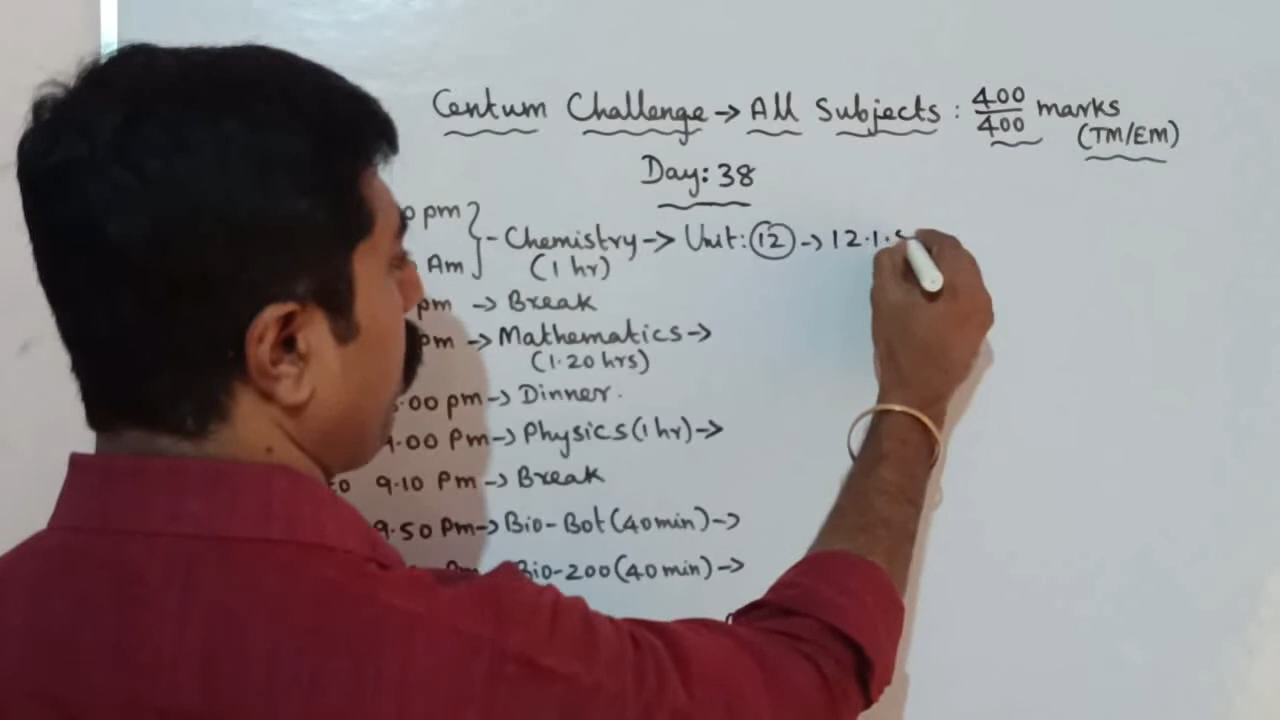 Centum Challenge → All Subjects : 400/400 marks
(TM/EM)
Day: 38
pm } - Chemistry → Unit: 12 → 12.1.
Am (1 hr)
pm → Break
pm → Mathematics →
(1.20 hrs)
.00 pm → Dinner.
9.00 Pm → Physics (1 hr) →
to 9.10 Pm → Break
9.50 Pm → Bio-Bot (40 min) →
Bio-Zoo (40 min) →